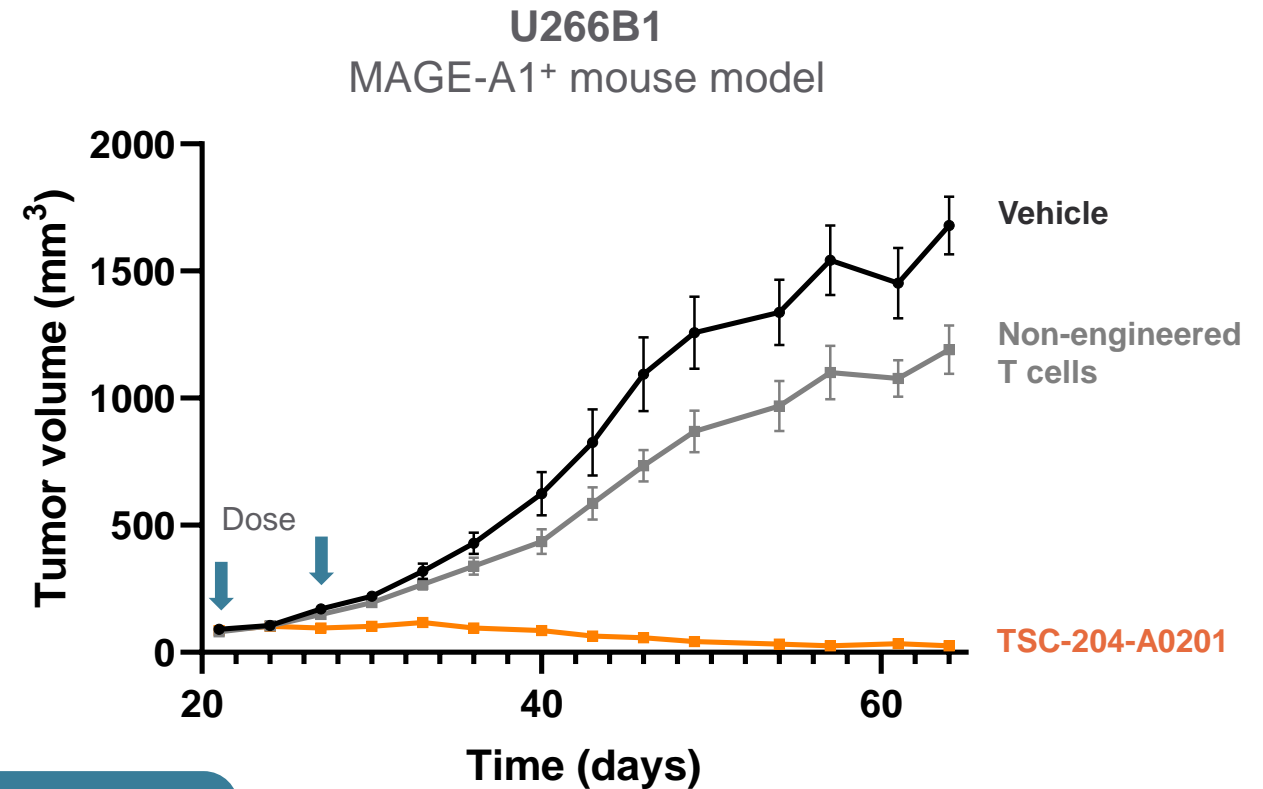 U266B1
MAGE-A1⁺ mouse model
2000
1500
1000
500
0
Tumor volume (mm³)
Dose
Vehicle
Non-engineered
T cells
TSC-204-A0201
20
40
60
Time (days)